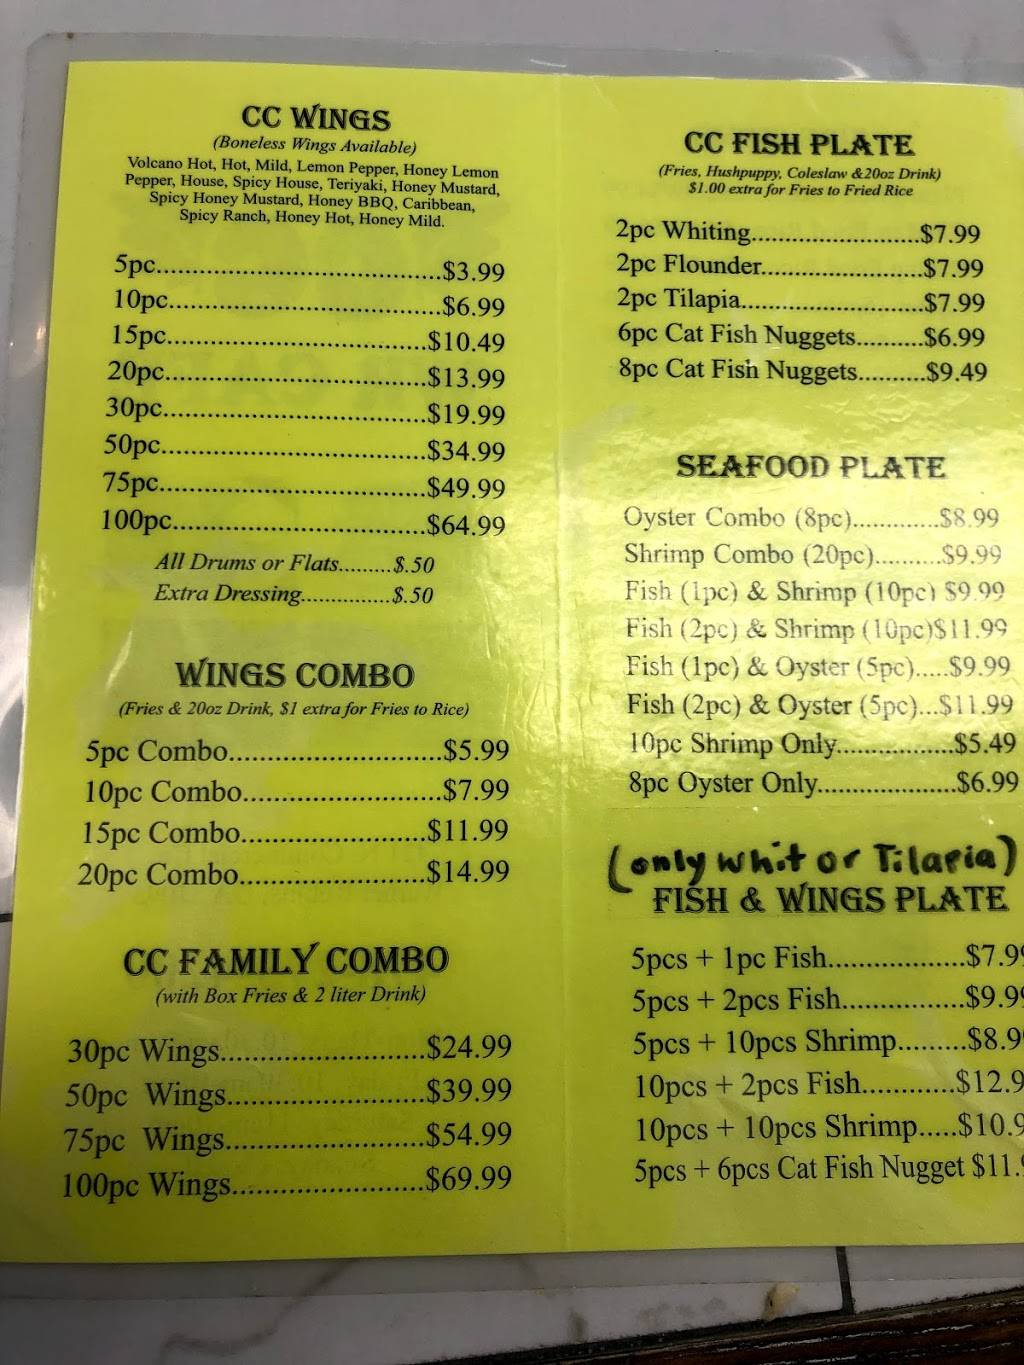 CC WINGS
(Boneless Wings Available)
Volcano Hot, Hot, Mild, Lemon Pepper, Honey Lemon
Pepper, House, Spicy House, Teriyaki, Honey Mustard,
Spicy Honey Mustard, Honey BBQ, Caribbean,
Spicy Ranch, Honey Hot, Honey Mild.
5pc......................................$3.99
10pc.....................................$6.99
15pc...................................$10.49
20pc...................................$13.99
30pc...................................$19.99
50pc...................................$34.99
75pc...................................$49.99
100pc.................................$64.99
All Drums or Flats.........$.50
Extra Dressing...............$.50
WINGS COMBO
(Fries & 20oz Drink, $1 extra for Fries to Rice)
5pc Combo.............................$5.99
10pc Combo...........................$7.99
15pc Combo.........................$11.99
20pc Combo.........................$14.99
CC FAMILY COMBO
(with Box Fries & 2 liter Drink)
30pc Wings...........................$24.99
50pc Wings..........................$39.99
75pc Wings..........................$54.99
100pc Wings.........................$69.99
CC FISH PLATE
(Fries, Hushpuppy, Coleslaw &20oz Drink)
$1.00 extra for Fries to Fried Rice
2pc Whiting.........................$7.99
2pc Flounder........................$7.99
2pc Tilapia...........................$7.99
6pc Cat Fish Nuggets..........$6.99
8pc Cat Fish Nuggets..........$9.49
SEAFOOD PLATE
Oyster Combo (8pc).............$8.99
Shrimp Combo (20pc)..........$9.99
Fish (1pc) & Shrimp (10pc) $9.99
Fish (2pc) & Shrimp (10pc)$11.99
Fish (1pc) & Oyster (5pc).....$9.99
Fish (2pc) & Oyster (5pc)...$11.99
10pc Shrimp Only.................$5.49
8pc Oyster Only....................$6.99
(only whit or Tilapia)
FISH & WINGS PLATE
5pcs + 1pc Fish..................$7.99
5pcs + 2pcs Fish................$9.99
5pcs + 10pcs Shrimp.........$8.9
10pcs + 2pcs Fish............$12.9
10pcs + 10pcs Shrimp.....$10.9
5pcs + 6pcs Cat Fish Nugget $11.